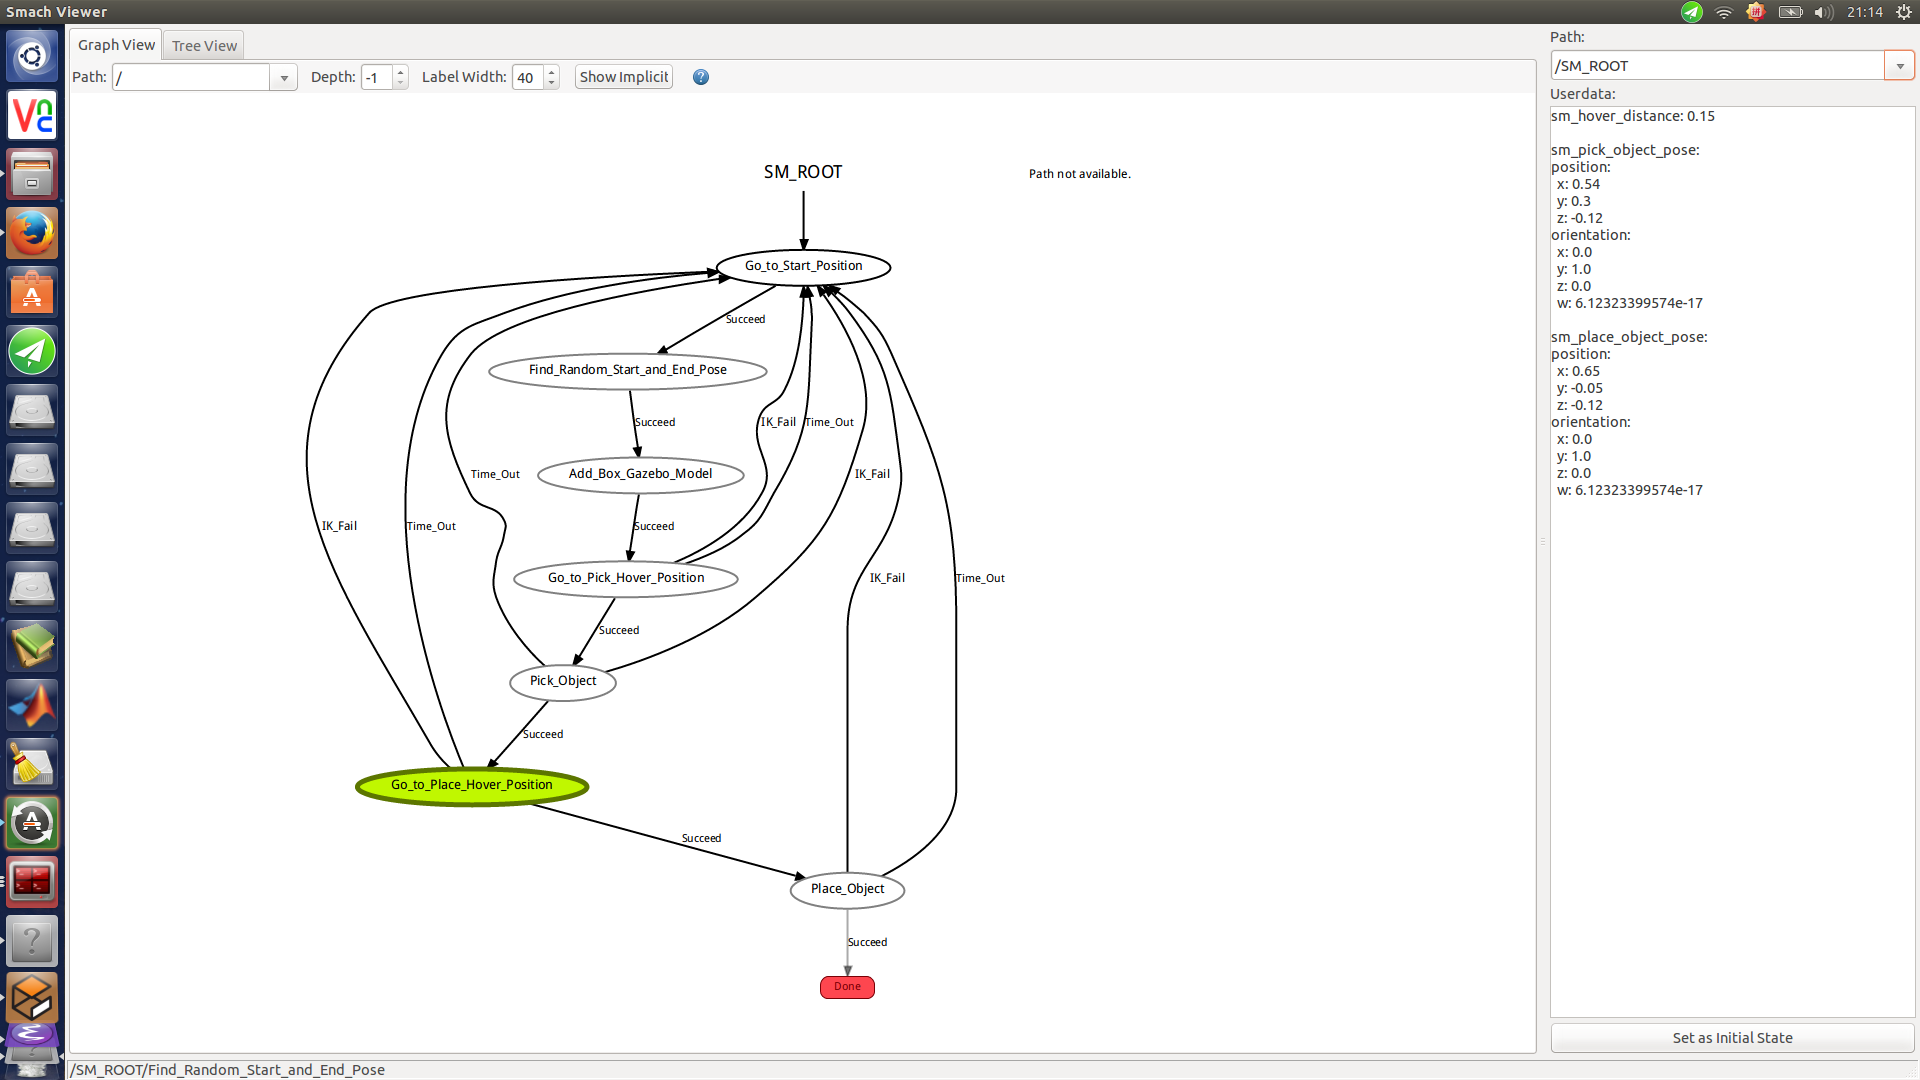 Smach Viewer
21:14
Graph View
Tree View
Path: /
Depth: -1
Label Width: 40
Show Implicit
?
SM_ROOT
Path not available.
Go_to_Start_Position
Succeed
Find_Random_Start_and_End_Pose
Succeed
IK_Fail
Time_Out
Add_Box_Gazebo_Model
Time_Out
IK_Fail
IK_Fail
Time_Out
Succeed
Go_to_Pick_Hover_Position
IK_Fail
Time_Out
Succeed
Pick_Object
Succeed
Go_to_Place_Hover_Position
Succeed
Place_Object
Succeed
Done
Path:
/SM_ROOT
Userdata:
sm_hover_distance: 0.15
sm_pick_object_pose:
position:
x: 0.54
y: 0.3
z: -0.12
orientation:
x: 0.0
y: 1.0
z: 0.0
w: 6.12323399574e-17
sm_place_object_pose:
position:
x: 0.65
y: -0.05
z: -0.12
orientation:
x: 0.0
y: 1.0
z: 0.0
w: 6.12323399574e-17
Set as Initial State
/SM_ROOT/Find_Random_Start_and_End_Pose